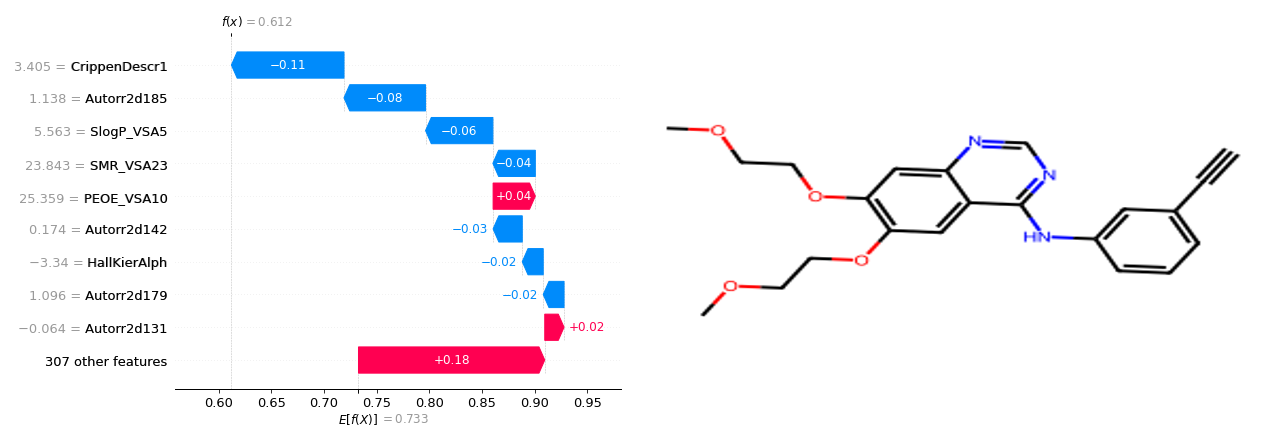 f(x) = 0.612
3.405 = CrippenDescr1
−0.11
1.138 = Autorr2d185
−0.08
5.563 = SlogP_VSA5
−0.06
23.843 = SMR_VSA23
−0.04
25.359 = PEOE_VSA10
+0.04
0.174 = Autorr2d142
−0.03
−3.34 = HallKierAlph
−0.02
1.096 = Autorr2d179
−0.02
−0.064 = Autorr2d131
+0.02
307 other features
+0.18
0.60 0.65 0.70 0.75 0.80 0.85 0.90 0.95
E[f(X)] = 0.733
O
N
N
O
HN
O
O